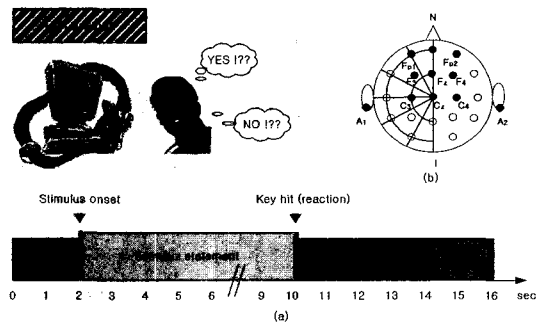 YES !??
NO !??
N
Fp1
Fp2
F3
Fz
F4
C3
Cz
C4
A1
A2
I
(b)
Stimulus onset
Key hit (reaction)
statement
0 1 2 3 4 5 6 7 8 9 10 11 12 13 14 15 16 sec
(a)